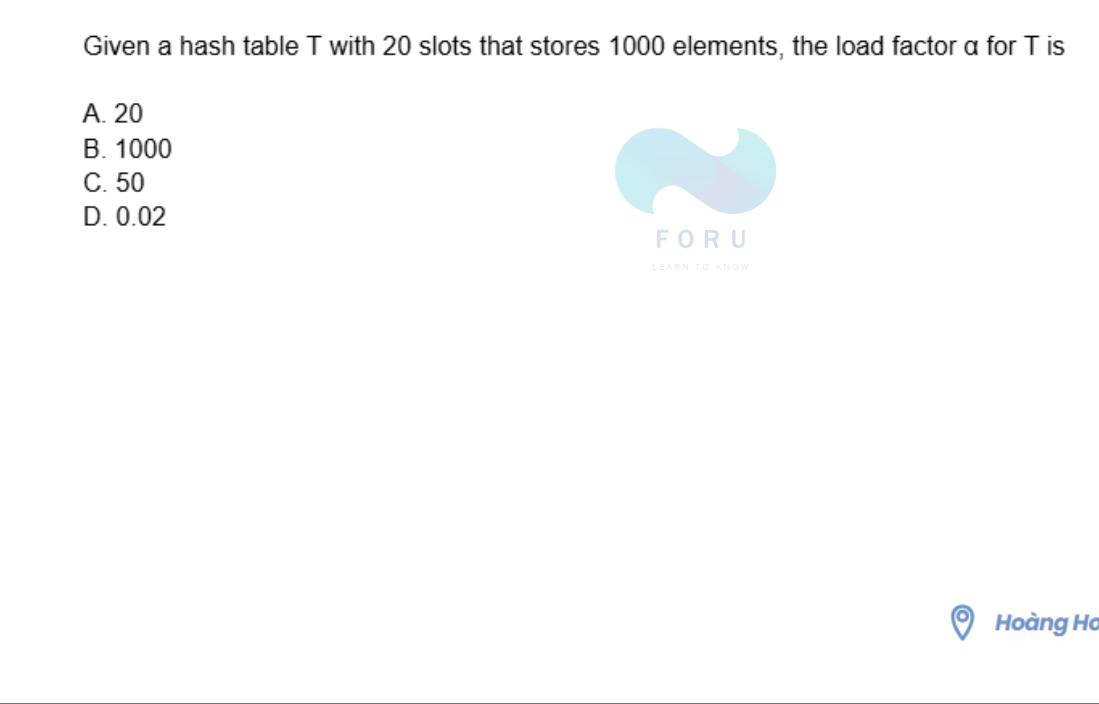 Given a hash table T with 20 slots that stores 1000 elements, the load factor α for T is
A. 20
B. 1000
C. 50
D. 0.02
FORU
LEARN TO KNOW
Hoàng